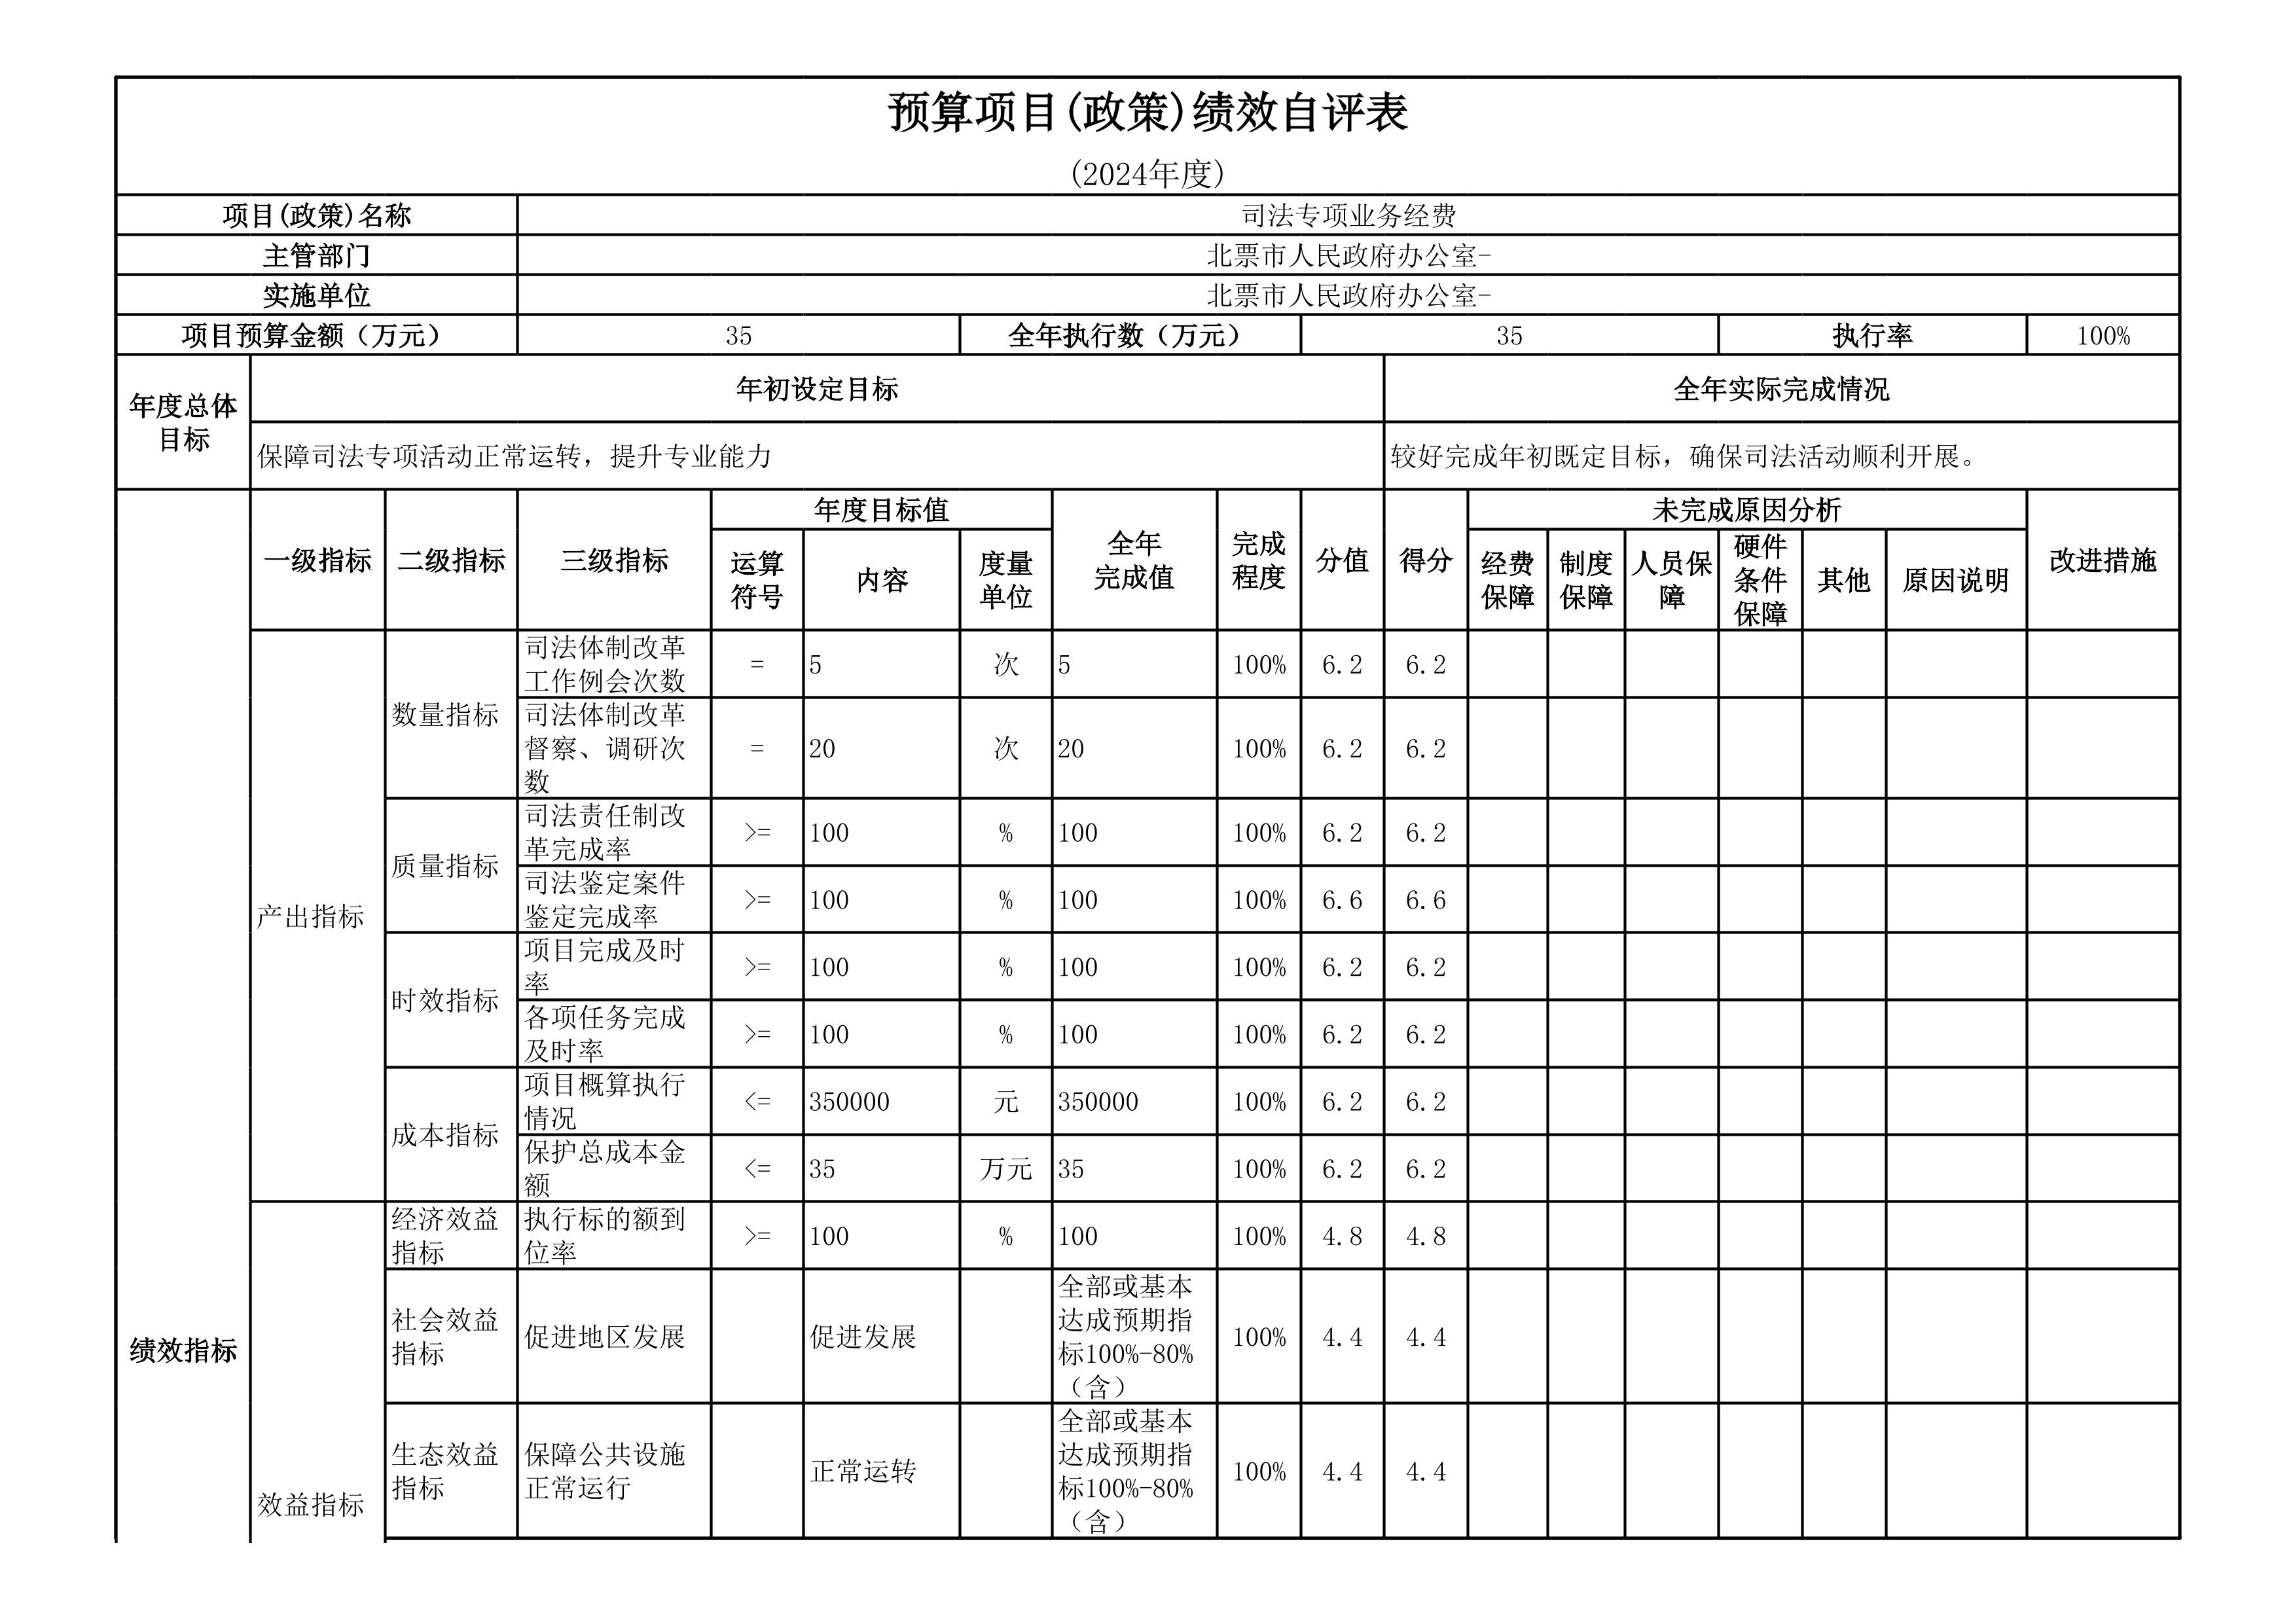 预算项目(政策)绩效自评表
(2024年度)
项目(政策)名称 司法专项业务经费
主管部门 北票市人民政府办公室-
实施单位 北票市人民政府办公室-
项目预算金额（万元） 35 全年执行数（万元） 35 执行率 100%
年度总体
目标
年初设定目标 全年实际完成情况
保障司法专项活动正常运转，提升专业能力 较好完成年初既定目标，确保司法活动顺利开展。
绩效指标
一级指标 二级指标 三级指标
年度目标值
运算
符号
内容
度量
单位
全年
完成值
完成
程度
分值 得分
未完成原因分析
经费
保障
制度
保障
人员保
障
硬件
条件
保障
其他 原因说明
改进措施
产出指标
数量指标
司法体制改革
工作例会次数
= 5 次 5 100% 6.2 6.2
司法体制改革
督察、调研次
数
= 20 次 20 100% 6.2 6.2
质量指标
司法责任制改
革完成率
>= 100 % 100 100% 6.2 6.2
司法鉴定案件
鉴定完成率
>= 100 % 100 100% 6.6 6.6
时效指标
项目完成及时
率
>= 100 % 100 100% 6.2 6.2
各项任务完成
及时率
>= 100 % 100 100% 6.2 6.2
成本指标
项目概算执行
情况
<= 350000 元 350000 100% 6.2 6.2
保护总成本金
额
<= 35 万元 35 100% 6.2 6.2
效益指标
经济效益
指标
执行标的额到
位率
>= 100 % 100 100% 4.8 4.8
社会效益
指标
促进地区发展 促进发展
全部或基本
达成预期指
标100%-80%
（含）
100% 4.4 4.4
生态效益
指标
保障公共设施
正常运行
正常运转
全部或基本
达成预期指
标100%-80%
（含）
100% 4.4 4.4